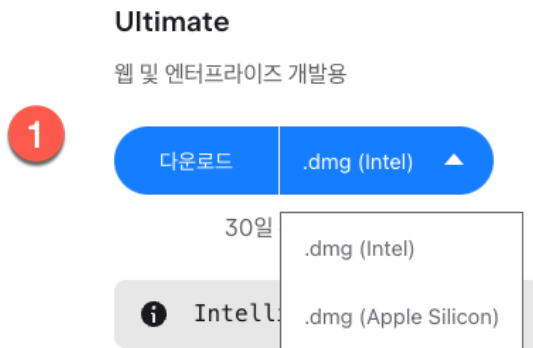 Ultimate
웹 및 엔터프라이즈 개발용
1
다운로드 .dmg (Intel)
30일
.dmg (Intel)
Intelli
.dmg (Apple Silicon)